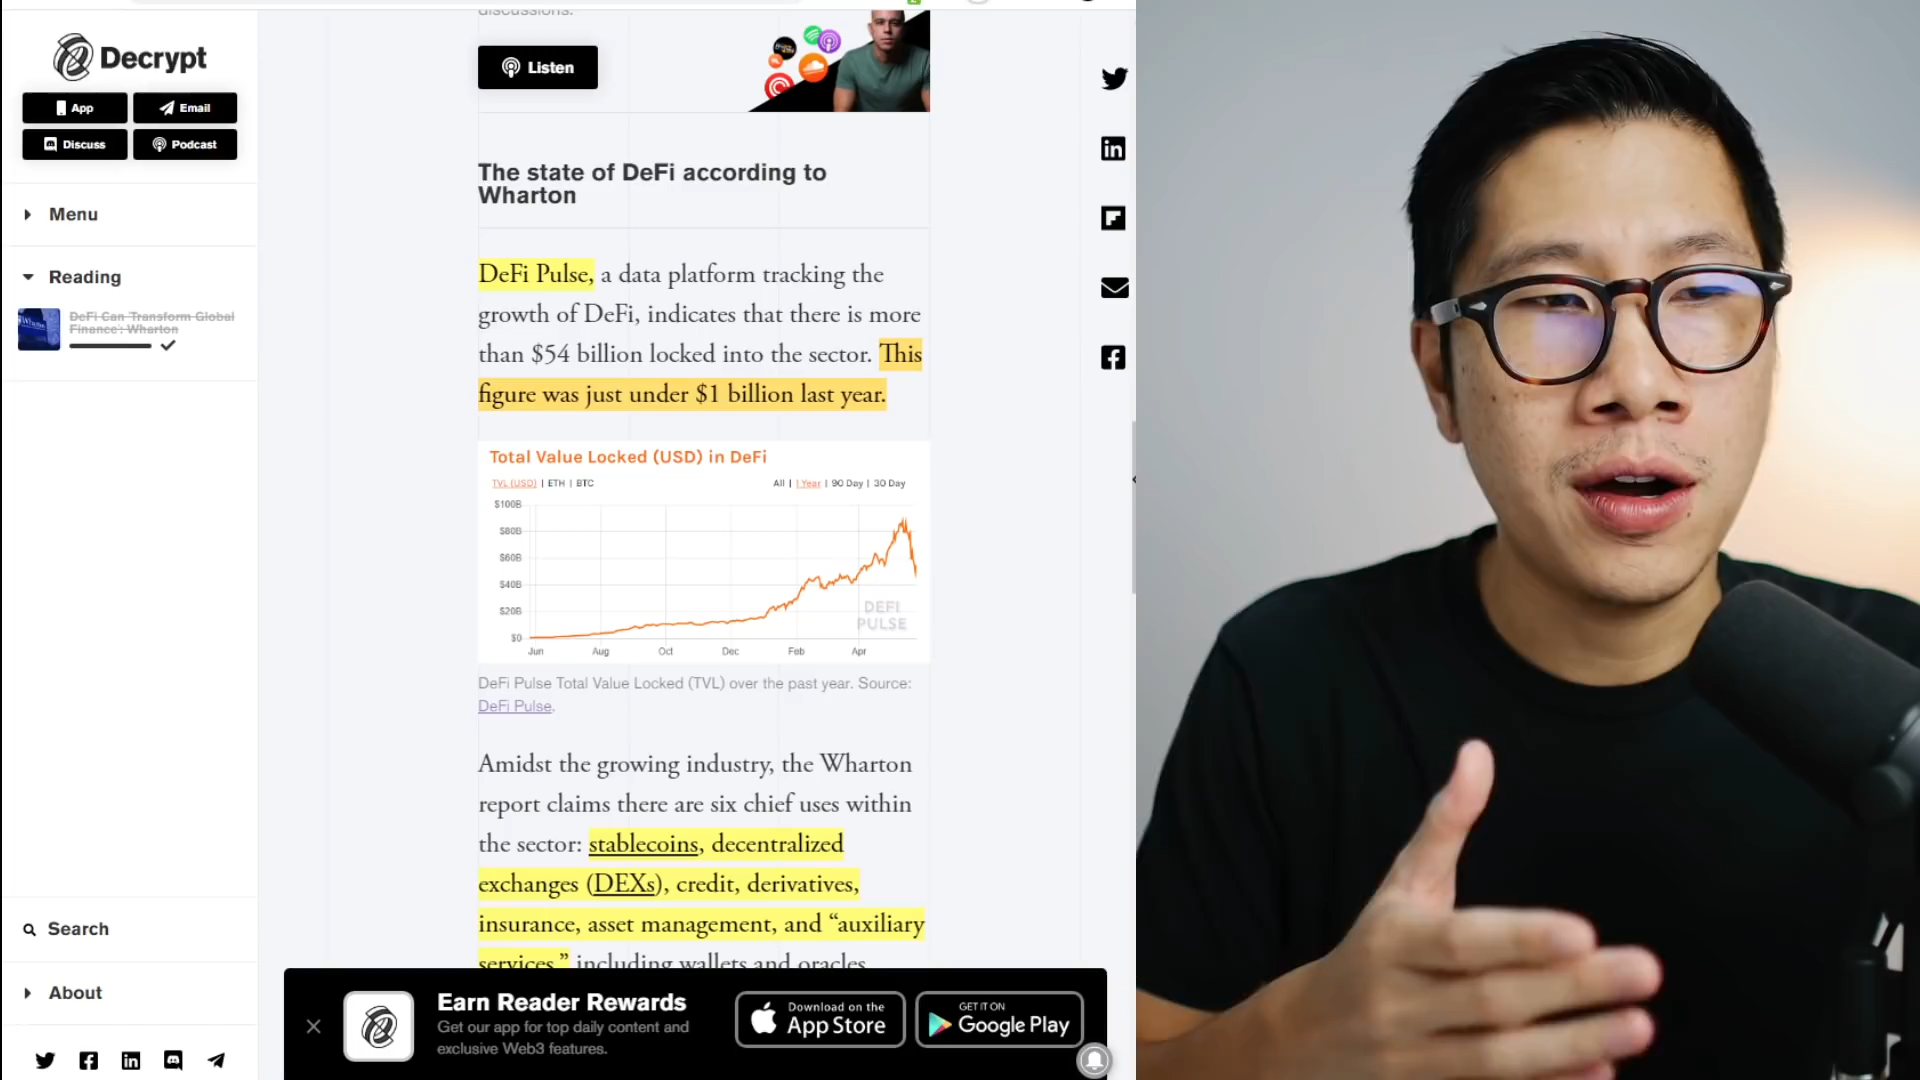 discussions.
Decrypt
App
Email
Discuss
Podcast
Menu
Reading
DeFi Can 'Transform Global
Finance': Wharton
Search
About
Listen
The state of DeFi according to
Wharton
DeFi Pulse, a data platform tracking the
growth of DeFi, indicates that there is more
than $54 billion locked into the sector. This
figure was just under $1 billion last year.
Total Value Locked (USD) in DeFi
TVL (USD) | ETH | BTC
All | 1 Year | 90 Day | 30 Day
$100B
$80B
$60B
$40B
$20B
$0
Jun Aug Oct Dec Feb Apr
DEFI
PULSE
DeFi Pulse Total Value Locked (TVL) over the past year. Source:
DeFi Pulse.
Amidst the growing industry, the Wharton
report claims there are six chief uses within
the sector: stablecoins, decentralized
exchanges (DEXs), credit, derivatives,
insurance, asset management, and “auxiliary
services,” including wallets and oracles.
Earn Reader Rewards
Get our app for top daily content and
exclusive Web3 features.
Download on the
App Store
GET IT ON
Google Play